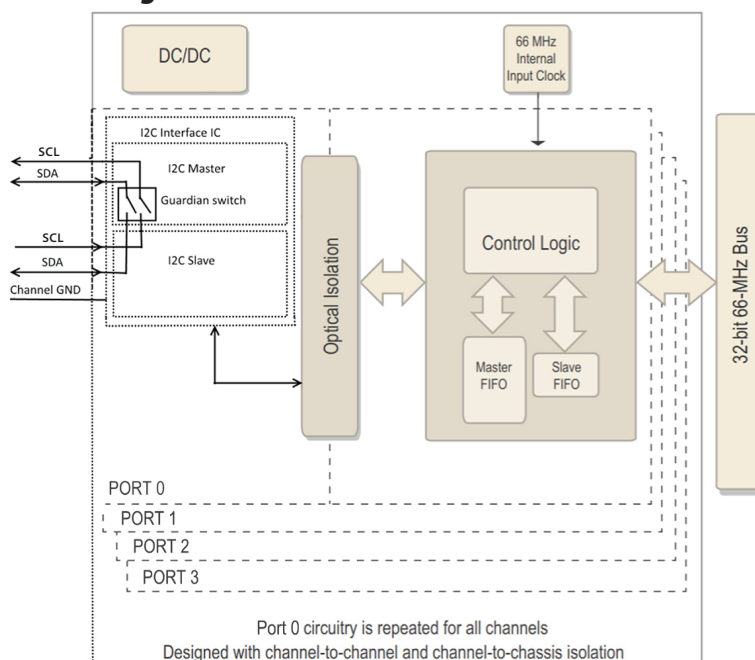 DC/DC
66 MHz
Internal
Input Clock
I2C Interface IC
SCL
I2C Master
SDA
Guardian switch
SCL
SDA
I2C Slave
Channel GND
Optical Isolation
Control Logic
Master
FIFO
Slave
FIFO
32-bit 66-MHz Bus
PORT 0
PORT 1
PORT 2
PORT 3
Port 0 circuitry is repeated for all channels
Designed with channel-to-channel and channel-to-chassis isolation